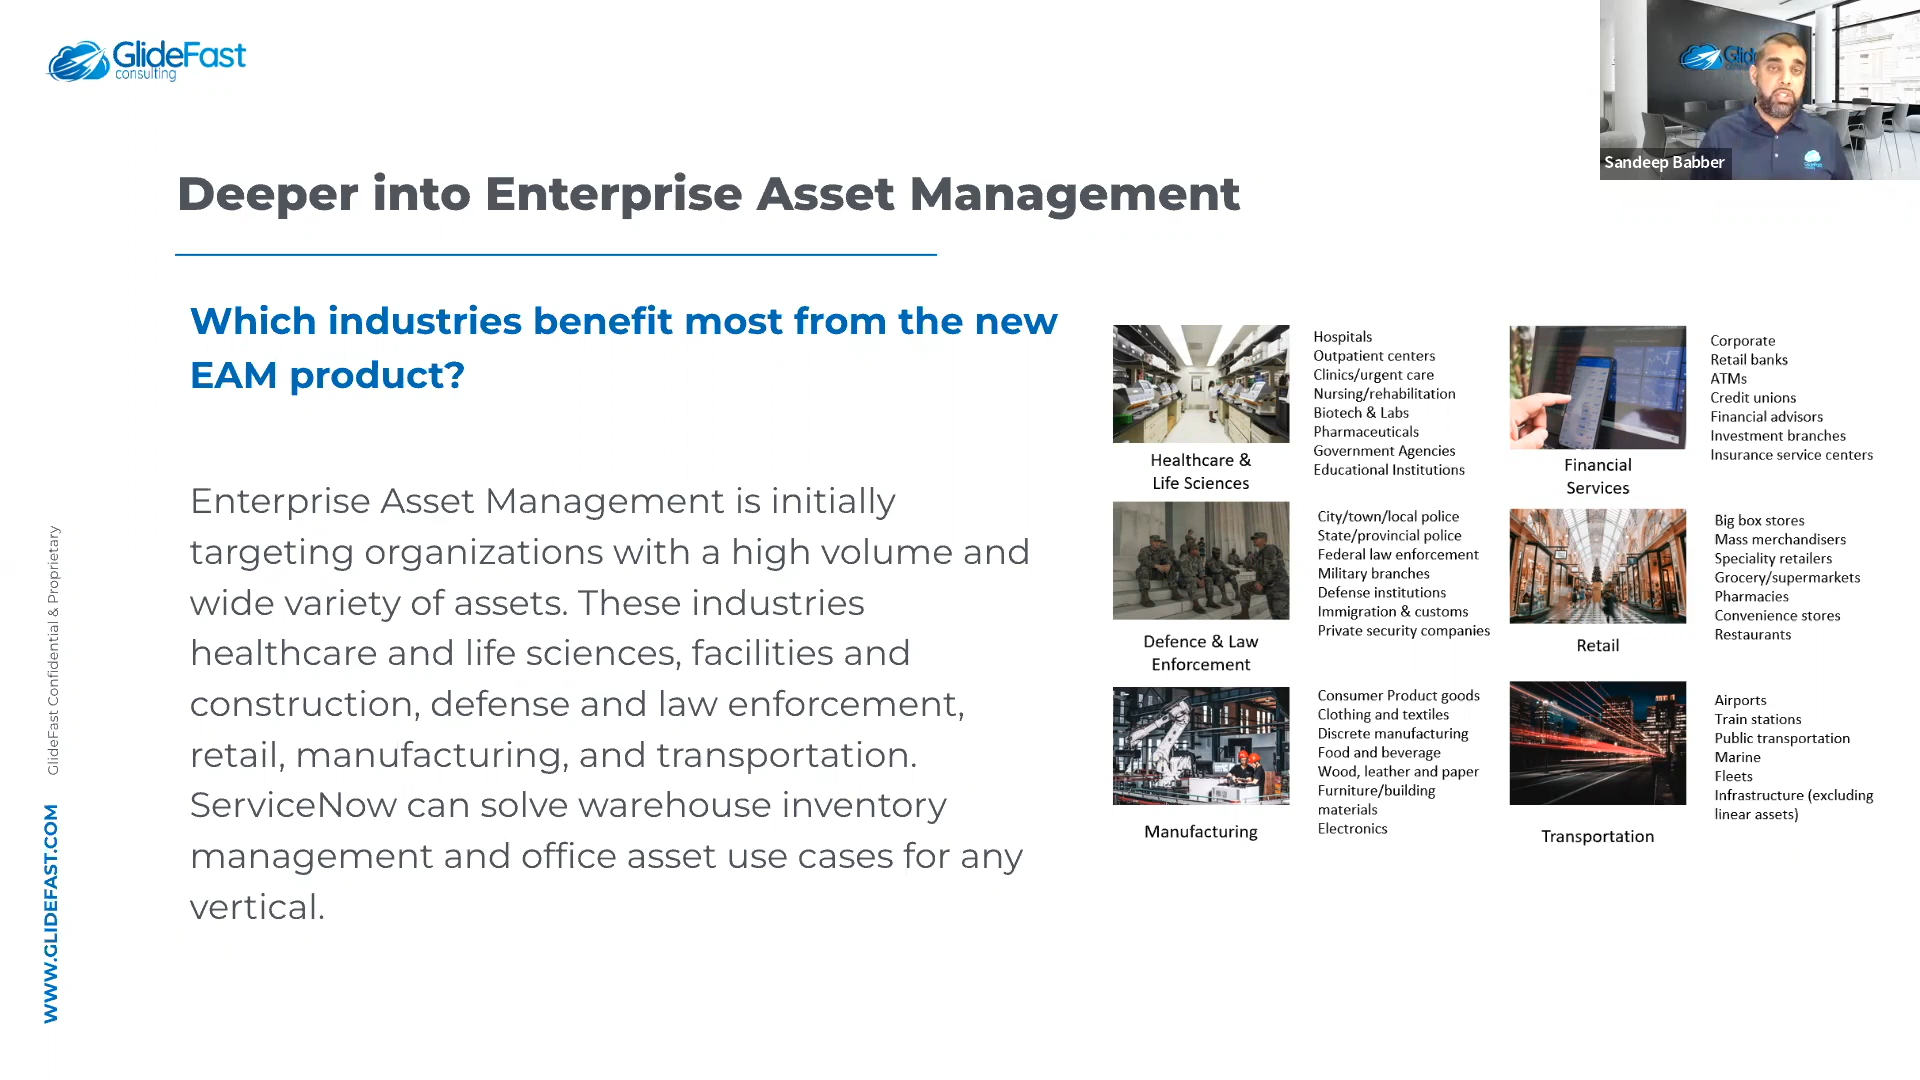 GlideFast
consulting
Sandeep Babber
Deeper into Enterprise Asset Management
Which industries benefit most from the new
EAM product?
Enterprise Asset Management is initially
targeting organizations with a high volume and
wide variety of assets. These industries
healthcare and life sciences, facilities and
construction, defense and law enforcement,
retail, manufacturing, and transportation.
ServiceNow can solve warehouse inventory
management and office asset use cases for any
vertical.
Hospitals
Outpatient centers
Clinics/urgent care
Nursing/rehabilitation
Biotech & Labs
Pharmaceuticals
Government Agencies
Educational Institutions
Healthcare &
Life Sciences
Corporate
Retail banks
ATMs
Credit unions
Financial advisors
Investment branches
Insurance service centers
Financial
Services
City/town/local police
State/provincial police
Federal law enforcement
Military branches
Defense institutions
Immigration & customs
Private security companies
Defence & Law
Enforcement
Big box stores
Mass merchandisers
Speciality retailers
Grocery/supermarkets
Pharmacies
Convenience stores
Restaurants
Retail
Consumer Product goods
Clothing and textiles
Discrete manufacturing
Food and beverage
Wood, leather and paper
Furniture/building
materials
Electronics
Manufacturing
Airports
Train stations
Public transportation
Marine
Fleets
Infrastructure (excluding
linear assets)
Transportation
WWW.GLIDEFAST.COM GlideFast Confidential & Proprietary